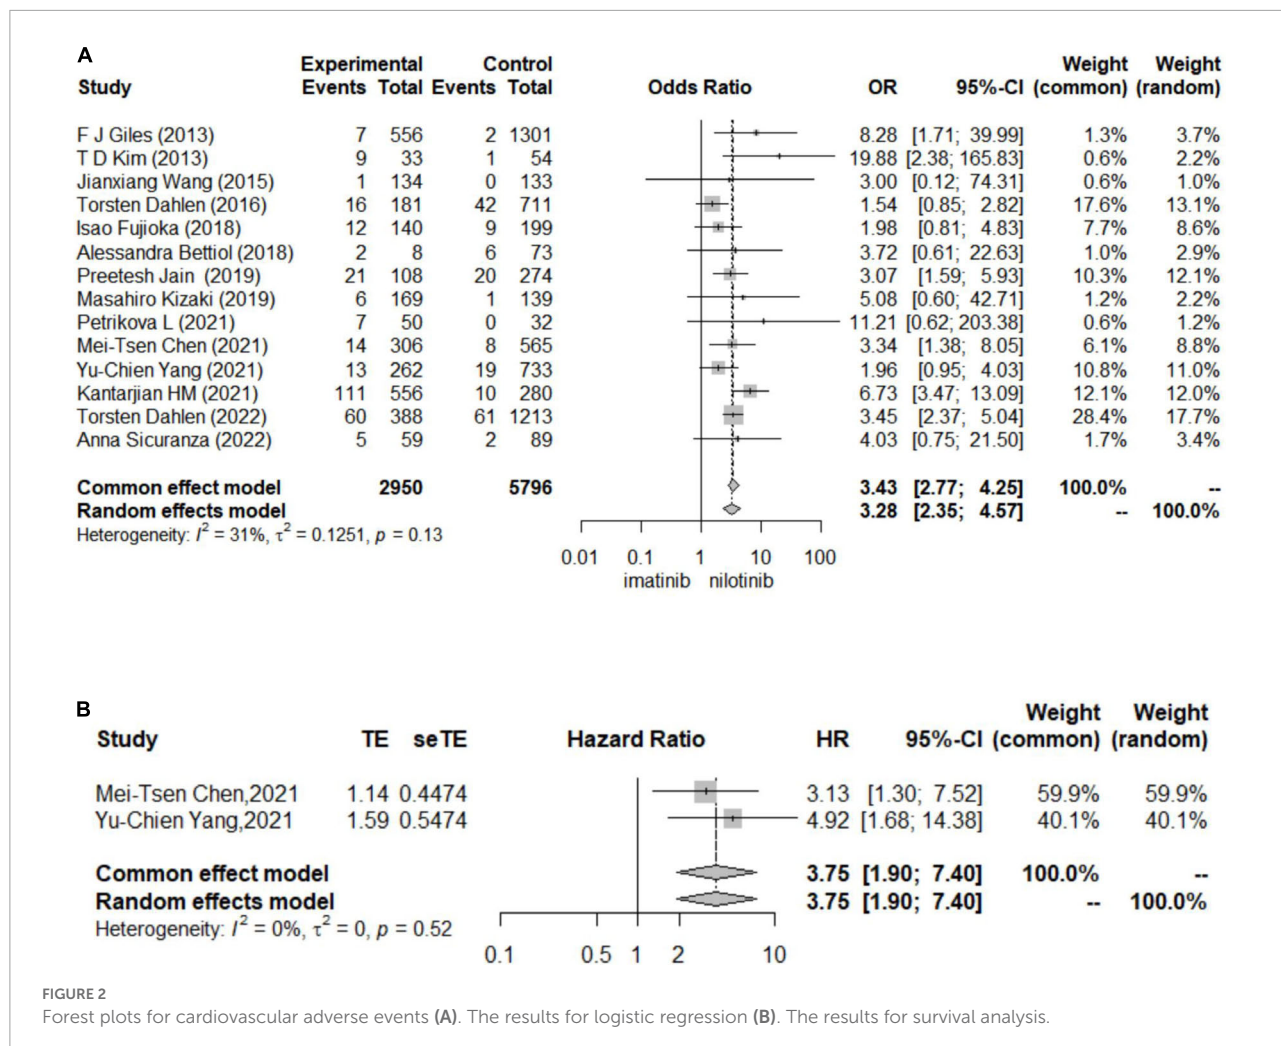 A
Experimental Control Weight Weight
Study Events Total Events Total Odds Ratio OR 95%-CI (common) (random)
F J Giles (2013) 7 556 2 1301 8.28 [1.71; 39.99] 1.3% 3.7%
T D Kim (2013) 9 33 1 54 19.88 [2.38; 165.83] 0.6% 2.2%
Jianxiang Wang (2015) 1 134 0 133 3.00 [0.12; 74.31] 0.6% 1.0%
Torsten Dahlen (2016) 16 181 42 711 1.54 [0.85; 2.82] 17.6% 13.1%
Isao Fujioka (2018) 12 140 9 199 1.98 [0.81; 4.83] 7.7% 8.6%
Alessandra Bettiol (2018) 2 8 6 73 3.72 [0.61; 22.63] 1.0% 2.9%
Preetesh Jain (2019) 21 108 20 274 3.07 [1.59; 5.93] 10.3% 12.1%
Masahiro Kizaki (2019) 6 169 1 139 5.08 [0.60; 42.71] 1.2% 2.2%
Petrikova L (2021) 7 50 0 32 11.21 [0.62; 203.38] 0.6% 1.2%
Mei-Tsen Chen (2021) 14 306 8 565 3.34 [1.38; 8.05] 6.1% 8.8%
Yu-Chien Yang (2021) 13 262 19 733 1.96 [0.95; 4.03] 10.8% 11.0%
Kantarjian HM (2021) 111 556 10 280 6.73 [3.47; 13.09] 12.1% 12.0%
Torsten Dahlen (2022) 60 388 61 1213 3.45 [2.37; 5.04] 28.4% 17.7%
Anna Sicuranza (2022) 5 59 2 89 4.03 [0.75; 21.50] 1.7% 3.4%
Common effect model 2950 5796 3.43 [2.77; 4.25] 100.0% --
Random effects model 3.28 [2.35; 4.57] -- 100.0%
Heterogeneity: I² = 31%, τ² = 0.1251, p = 0.13
0.01 0.1 1 10 100
imatinib nilotinib
B
Weight Weight
Study TE seTE Hazard Ratio HR 95%-CI (common) (random)
Mei-Tsen Chen,2021 1.14 0.4474 3.13 [1.30; 7.52] 59.9% 59.9%
Yu-Chien Yang,2021 1.59 0.5474 4.92 [1.68; 14.38] 40.1% 40.1%
Common effect model 3.75 [1.90; 7.40] 100.0% --
Random effects model 3.75 [1.90; 7.40] -- 100.0%
Heterogeneity: I² = 0%, τ² = 0, p = 0.52
0.1 0.5 1 2 10
FIGURE 2
Forest plots for cardiovascular adverse events (A). The results for logistic regression (B). The results for survival analysis.